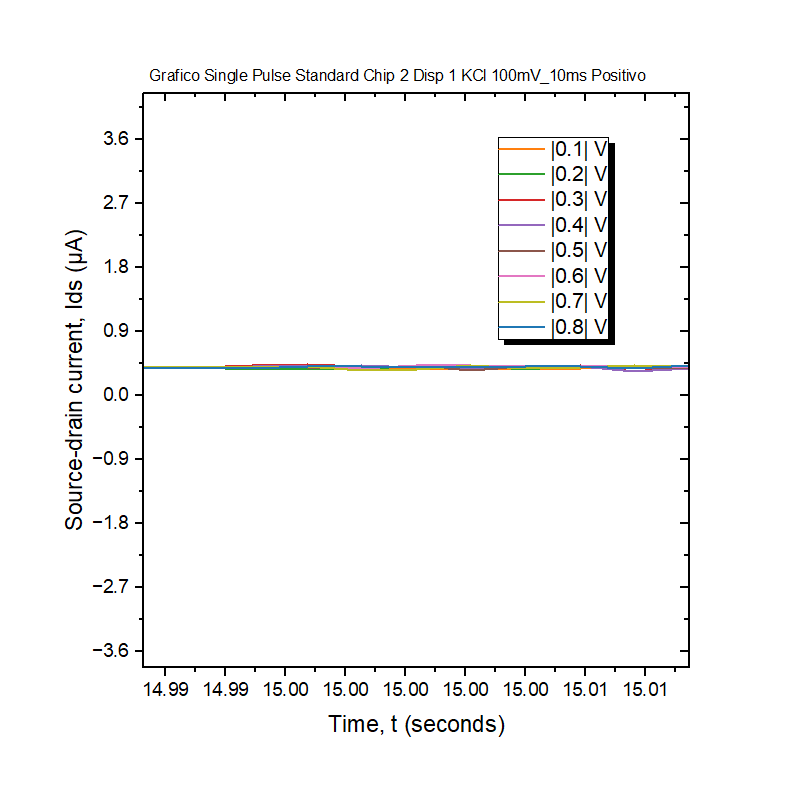 Grafico Single Pulse Standard Chip 2 Disp 1 KCl 100mV_10ms Positivo
|0.1| V
|0.2| V
|0.3| V
|0.4| V
|0.5| V
|0.6| V
|0.7| V
|0.8| V
Source-drain current, Ids (µA)
3.6
2.7
1.8
0.9
0.0
−0.9
−1.8
−2.7
−3.6
14.99 14.99 15.00 15.00 15.00 15.00 15.00 15.01 15.01
Time, t (seconds)